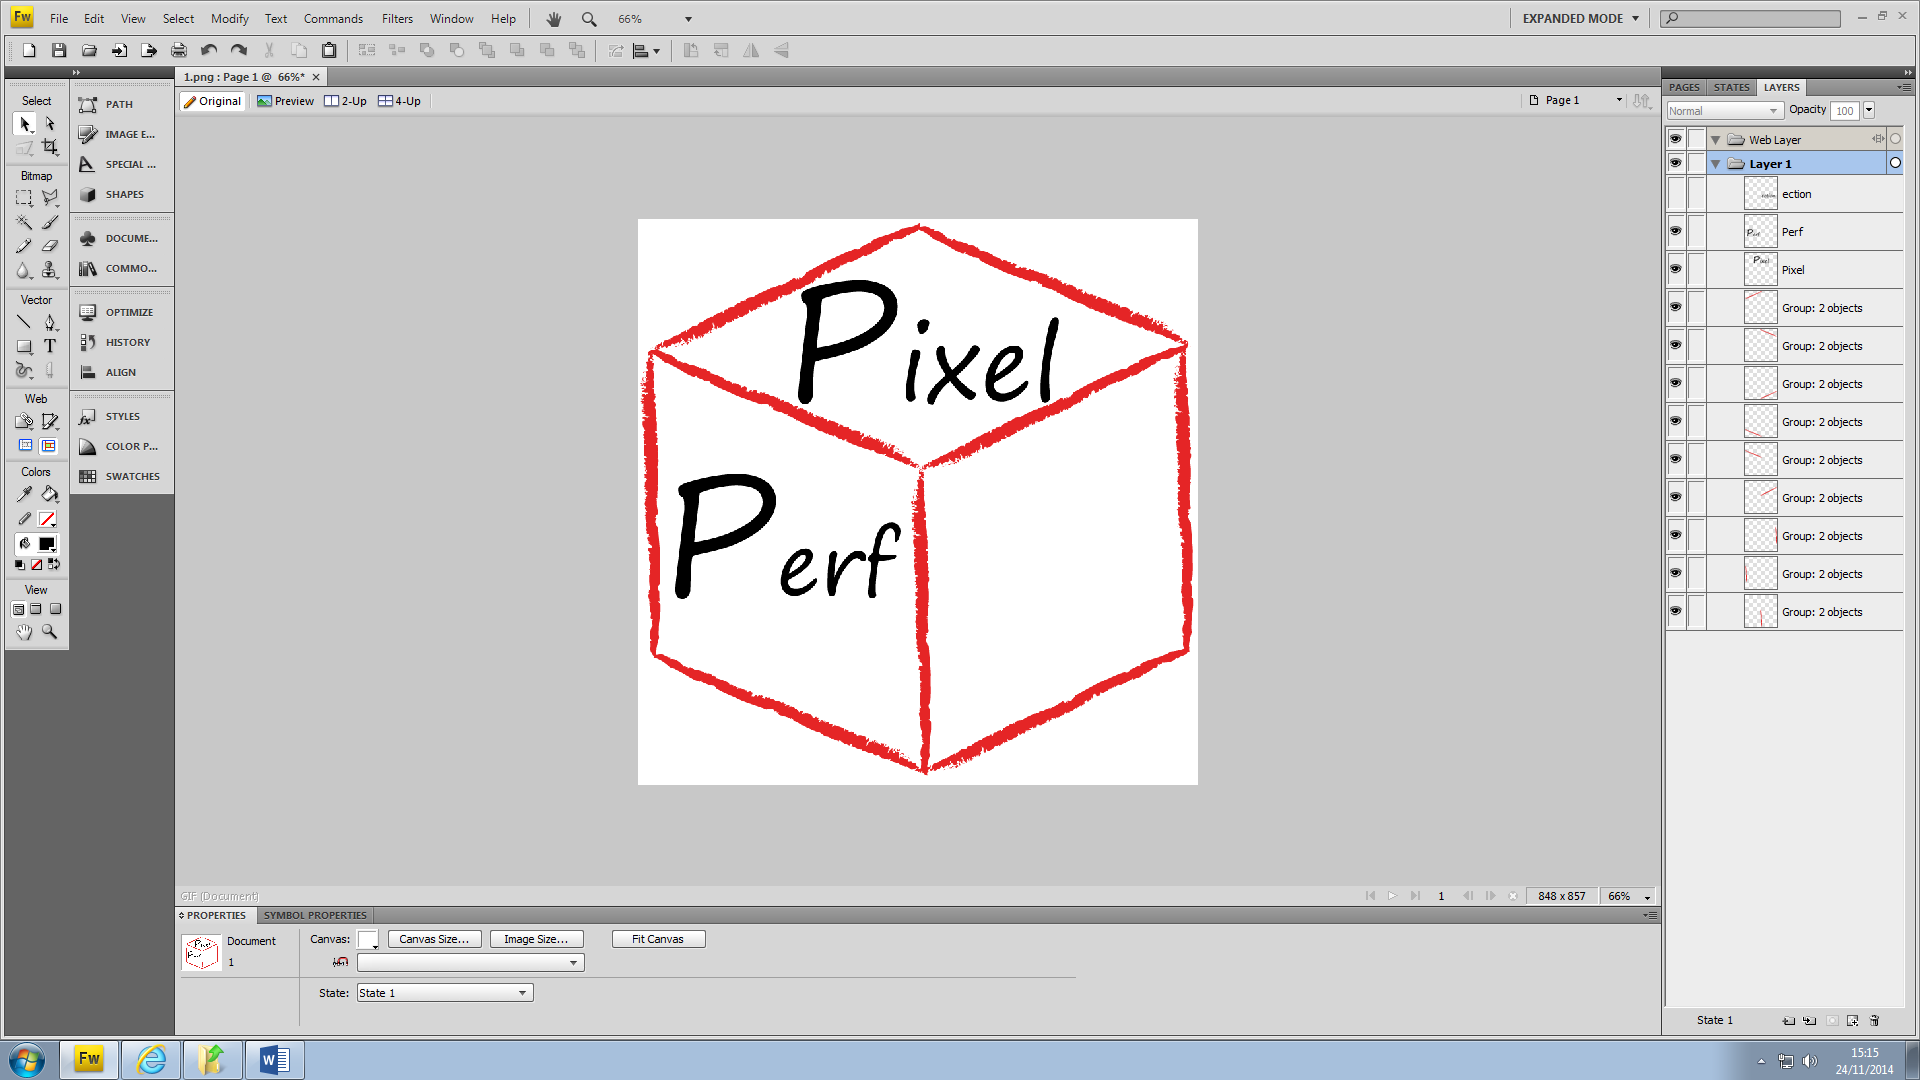 Fw File Edit View Select Modify Text Commands Filters Window Help 66% EXPANDED MODE
1.png : Page 1 @ 66%*
Original Preview 2-Up 4-Up Page 1
Select
Bitmap
Vector
Web
Colors
View
PATH
IMAGE E...
SPECIAL ...
SHAPES
DOCUME...
COMMO...
OPTIMIZE
HISTORY
ALIGN
STYLES
COLOR P...
SWATCHES
Pixel
Perf
PAGES STATES LAYERS
Normal Opacity 100
Web Layer
Layer 1
ection
Perf
Pixel
Group: 2 objects
Group: 2 objects
Group: 2 objects
Group: 2 objects
Group: 2 objects
Group: 2 objects
Group: 2 objects
Group: 2 objects
Group: 2 objects
State 1
GIF (Document) 1 848 x 857 66%
PROPERTIES SYMBOL PROPERTIES
Document
1
Canvas: Canvas Size... Image Size... Fit Canvas
State: State 1
Fw
15:15
24/11/2014